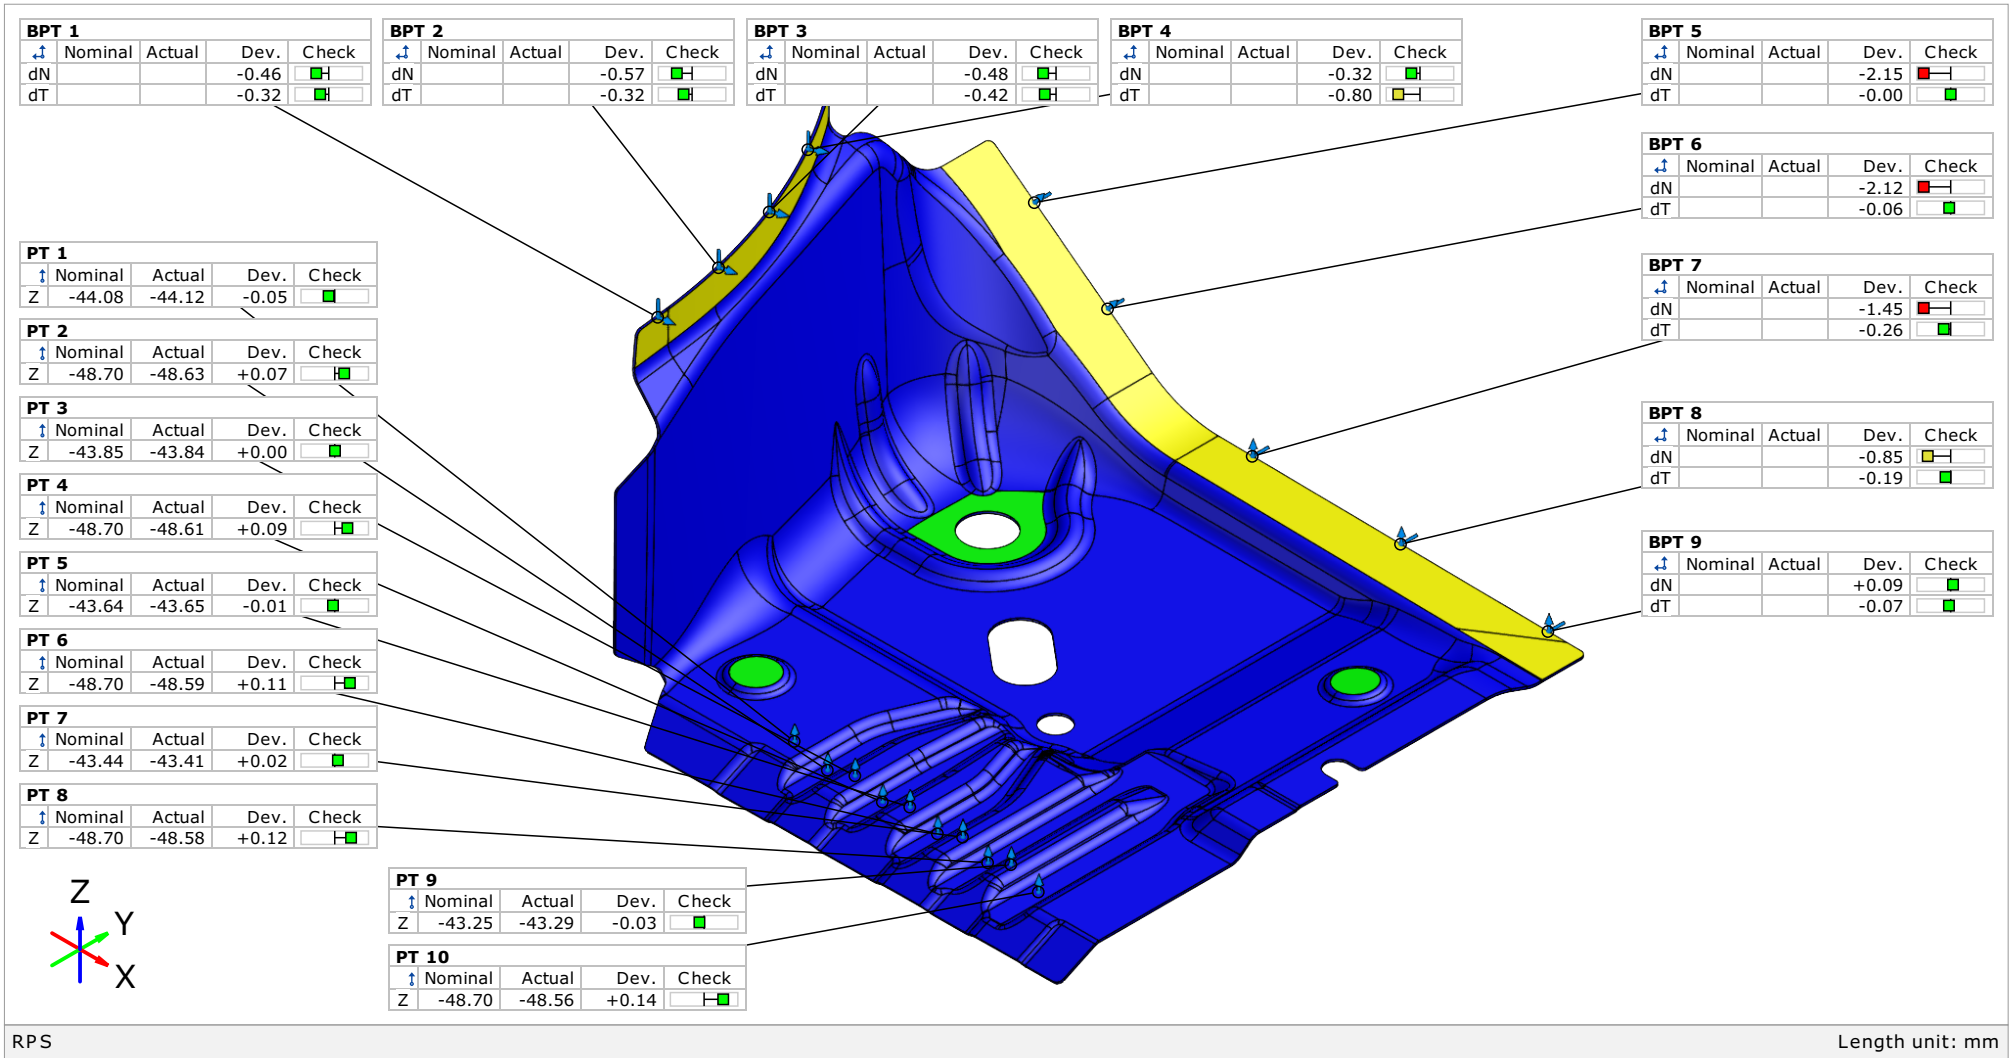 BPT 1
Nominal Actual Dev. Check
dN -0.46
dT -0.32
BPT 2
Nominal Actual Dev. Check
dN -0.57
dT -0.32
BPT 3
Nominal Actual Dev. Check
dN -0.48
dT -0.42
BPT 4
Nominal Actual Dev. Check
dN -0.32
dT -0.80
BPT 5
Nominal Actual Dev. Check
dN -2.15
dT -0.00
BPT 6
Nominal Actual Dev. Check
dN -2.12
dT -0.06
BPT 7
Nominal Actual Dev. Check
dN -1.45
dT -0.26
BPT 8
Nominal Actual Dev. Check
dN -0.85
dT -0.19
BPT 9
Nominal Actual Dev. Check
dN +0.09
dT -0.07
PT 1
Nominal Actual Dev. Check
Z -44.08 -44.12 -0.05
PT 2
Nominal Actual Dev. Check
Z -48.70 -48.63 +0.07
PT 3
Nominal Actual Dev. Check
Z -43.85 -43.84 +0.00
PT 4
Nominal Actual Dev. Check
Z -48.70 -48.61 +0.09
PT 5
Nominal Actual Dev. Check
Z -43.64 -43.65 -0.01
PT 6
Nominal Actual Dev. Check
Z -48.70 -48.59 +0.11
PT 7
Nominal Actual Dev. Check
Z -43.44 -43.41 +0.02
PT 8
Nominal Actual Dev. Check
Z -48.70 -48.58 +0.12
PT 9
Nominal Actual Dev. Check
Z -43.25 -43.29 -0.03
PT 10
Nominal Actual Dev. Check
Z -48.70 -48.56 +0.14
Z
Y
X
RPS
Length unit: mm